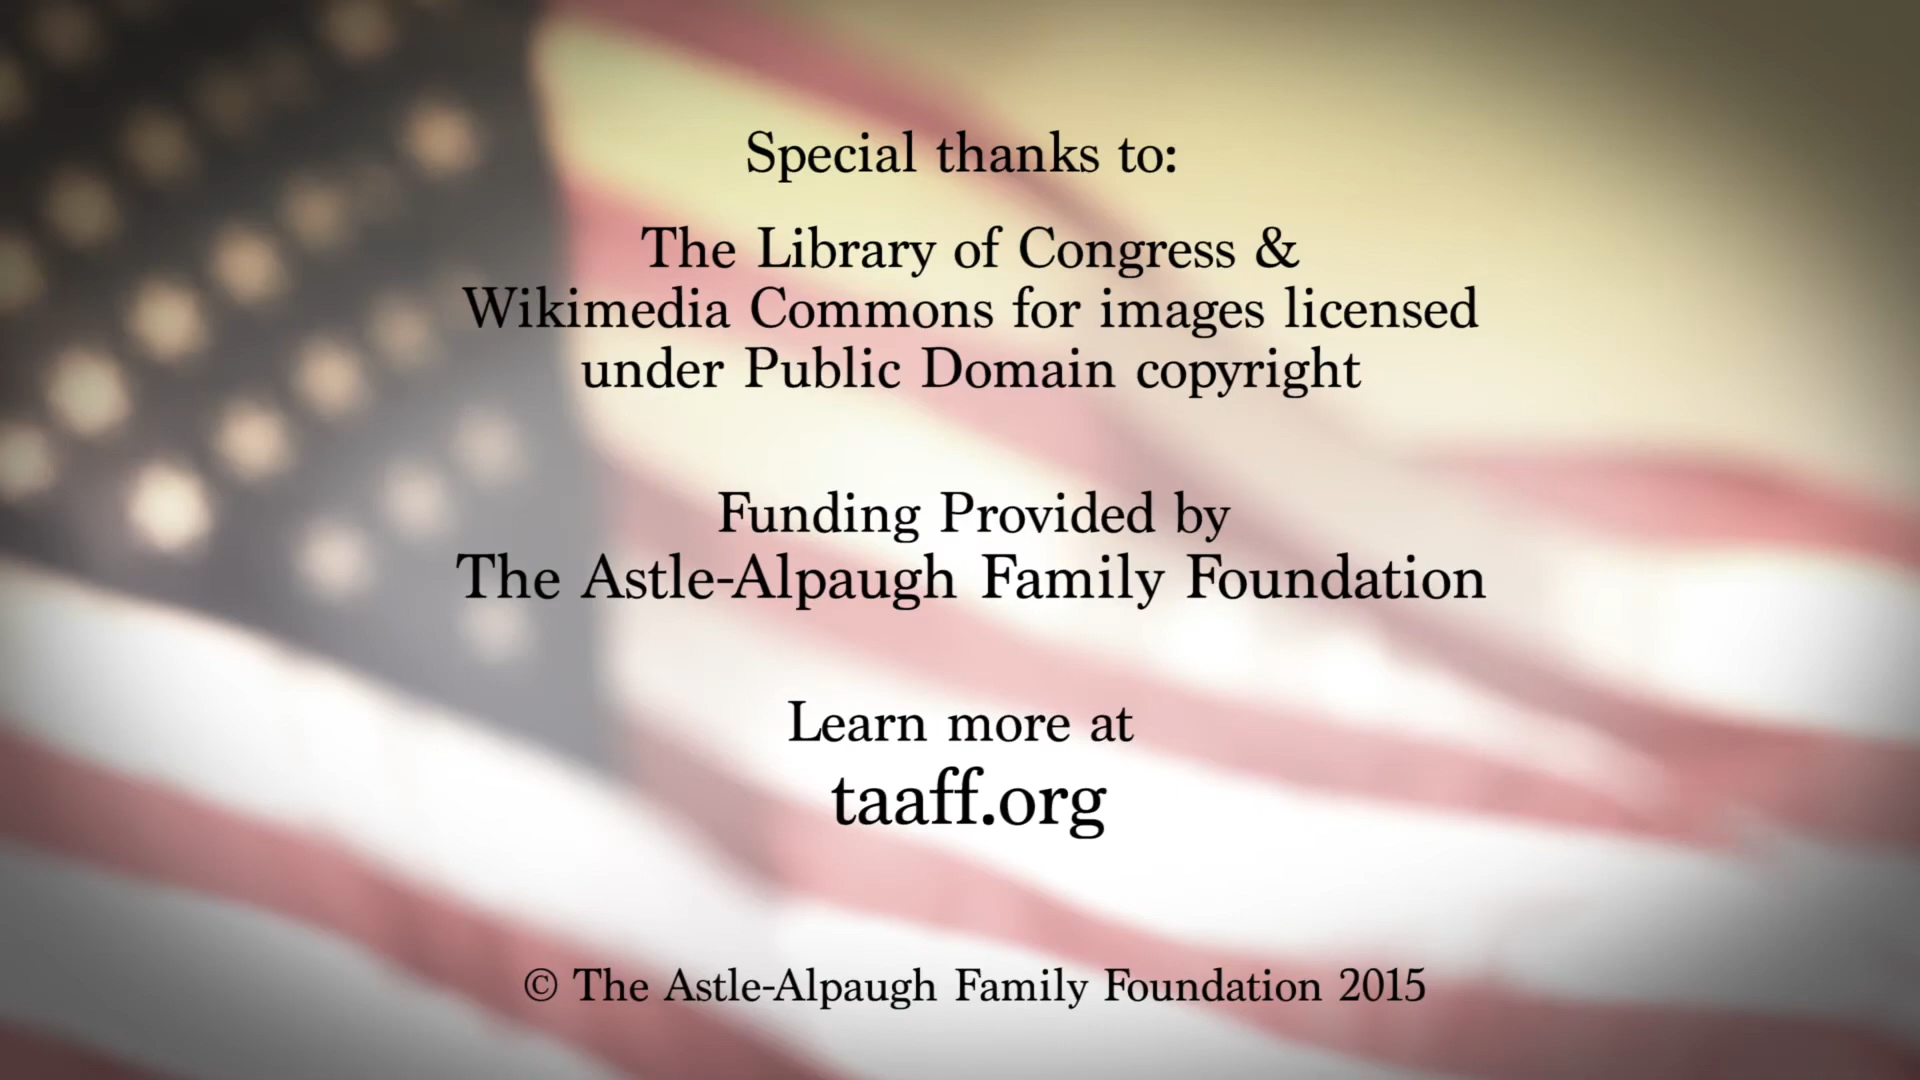 Special thanks to:
The Library of Congress &
Wikimedia Commons for images licensed
under Public Domain copyright
Funding Provided by
The Astle-Alpaugh Family Foundation
Learn more at
taaff.org
© The Astle-Alpaugh Family Foundation 2015